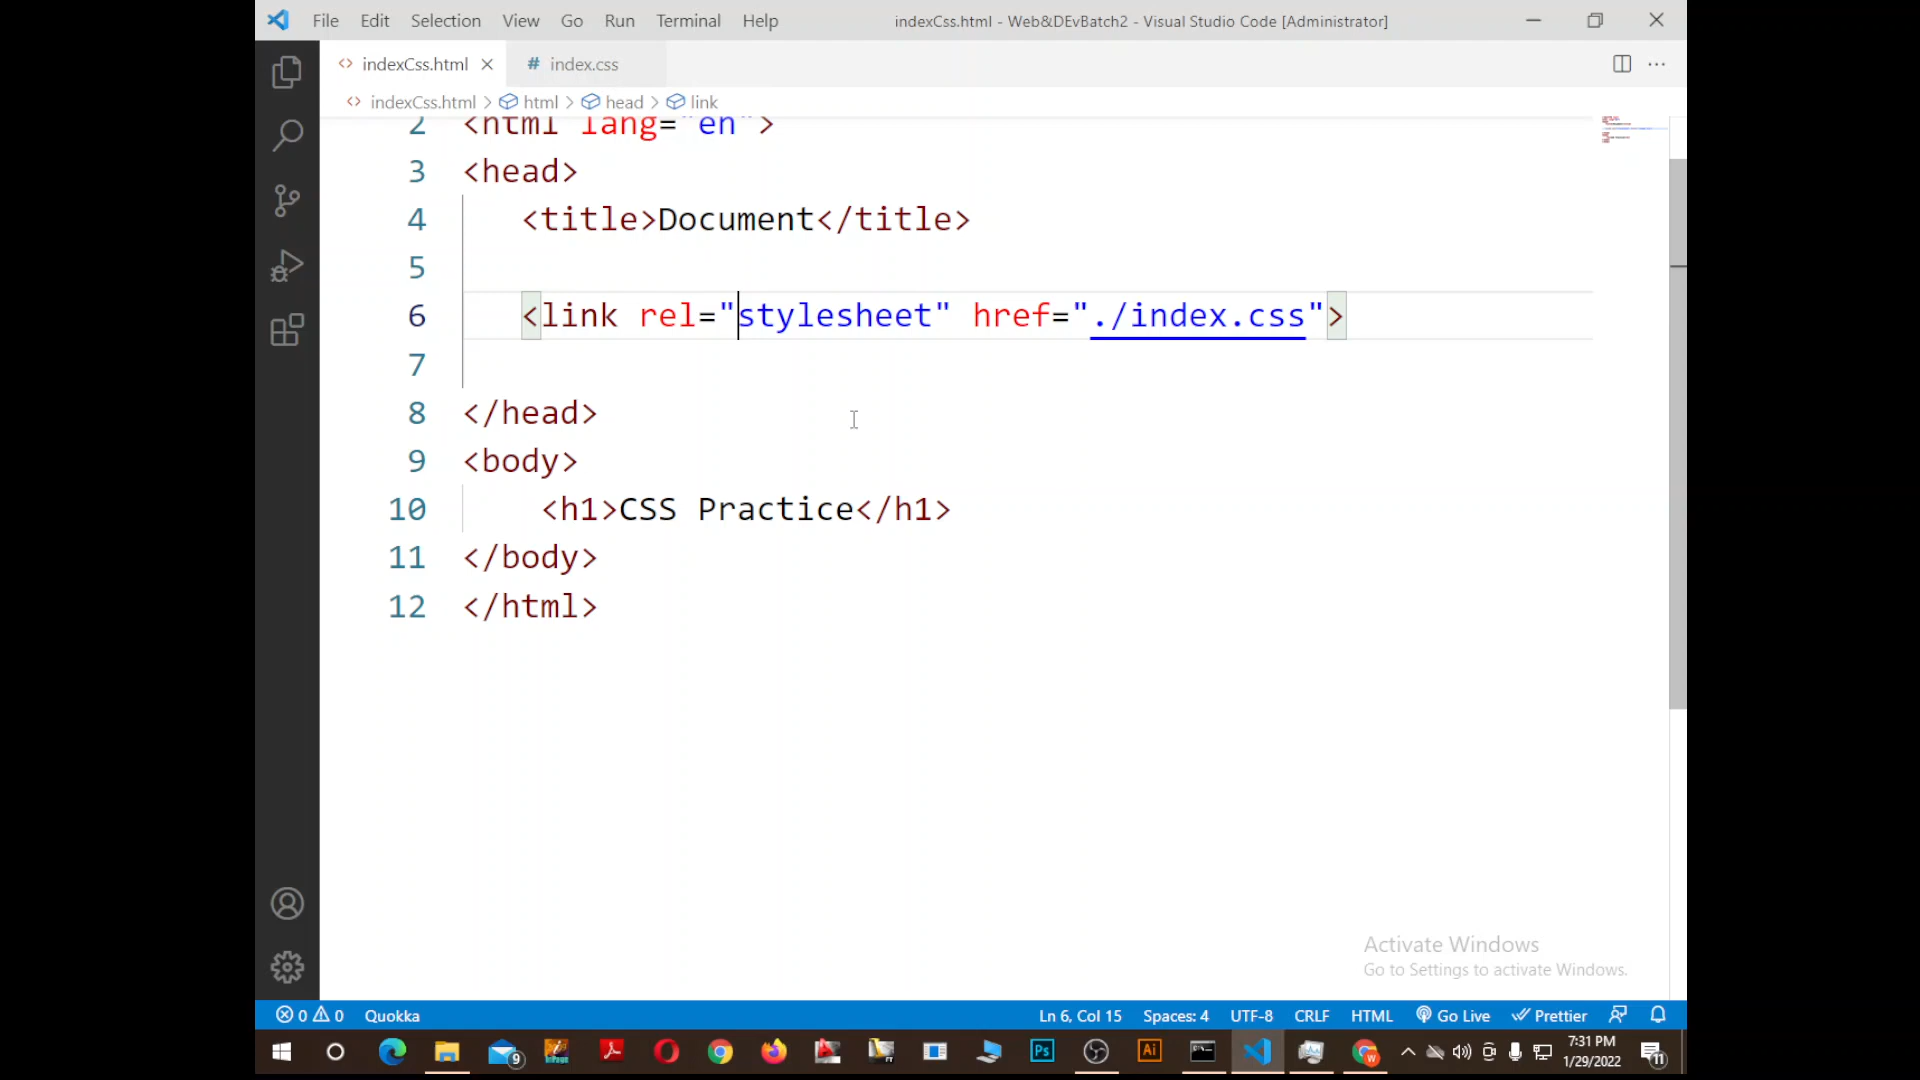 File Edit Selection View Go Run Terminal Help indexCss.html - Web&DEvBatch2 - Visual Studio Code [Administrator]
indexCss.html index.css
indexCss.html > html > head > link
2 <html lang="en">
3 <head>
4 <title>Document</title>
5
6 <link rel="stylesheet" href="./index.css">
7
8 </head>
9 <body>
10 <h1>CSS Practice</h1>
11 </body>
12 </html>
Activate Windows
Go to Settings to activate Windows.
0 0 Quokka Ln 6, Col 15 Spaces: 4 UTF-8 CRLF HTML Go Live Prettier
9 Ps Ai W 7:31 PM
1/29/2022 11